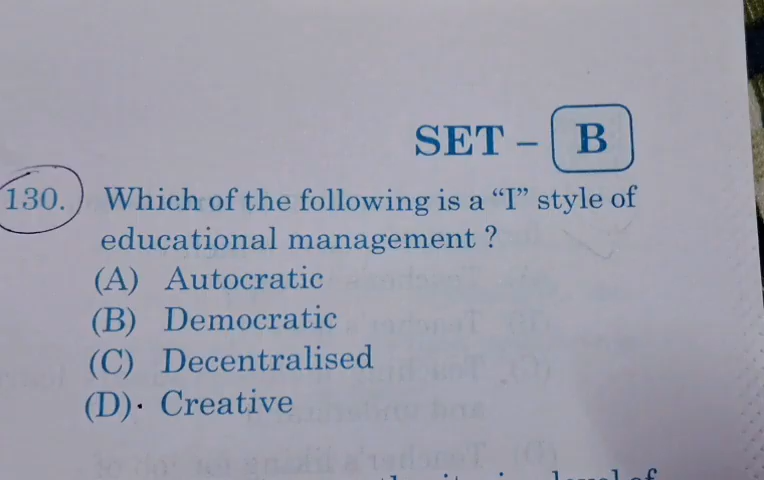 SET – B
130. Which of the following is a “I” style of
educational management ?
(A) Autocratic
(B) Democratic
(C) Decentralised
(D) Creative